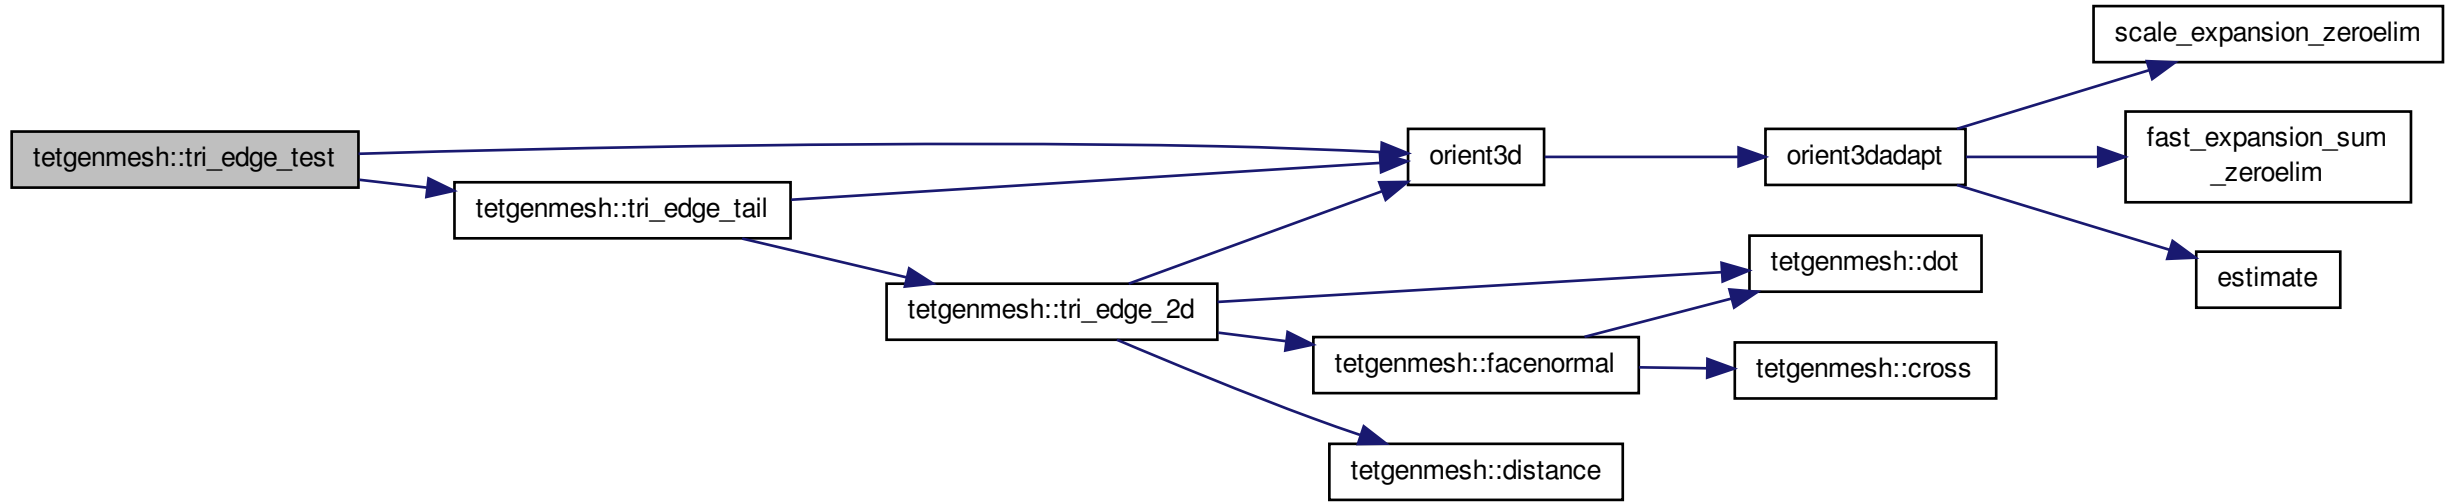 scale_expansion_zeroelim
fast_expansion_sum
_zeroelim
tetgenmesh::tri_edge_test
orient3d
orient3dadapt
tetgenmesh::tri_edge_tail
tetgenmesh::dot
estimate
tetgenmesh::tri_edge_2d
tetgenmesh::facenormal
tetgenmesh::cross
tetgenmesh::distance